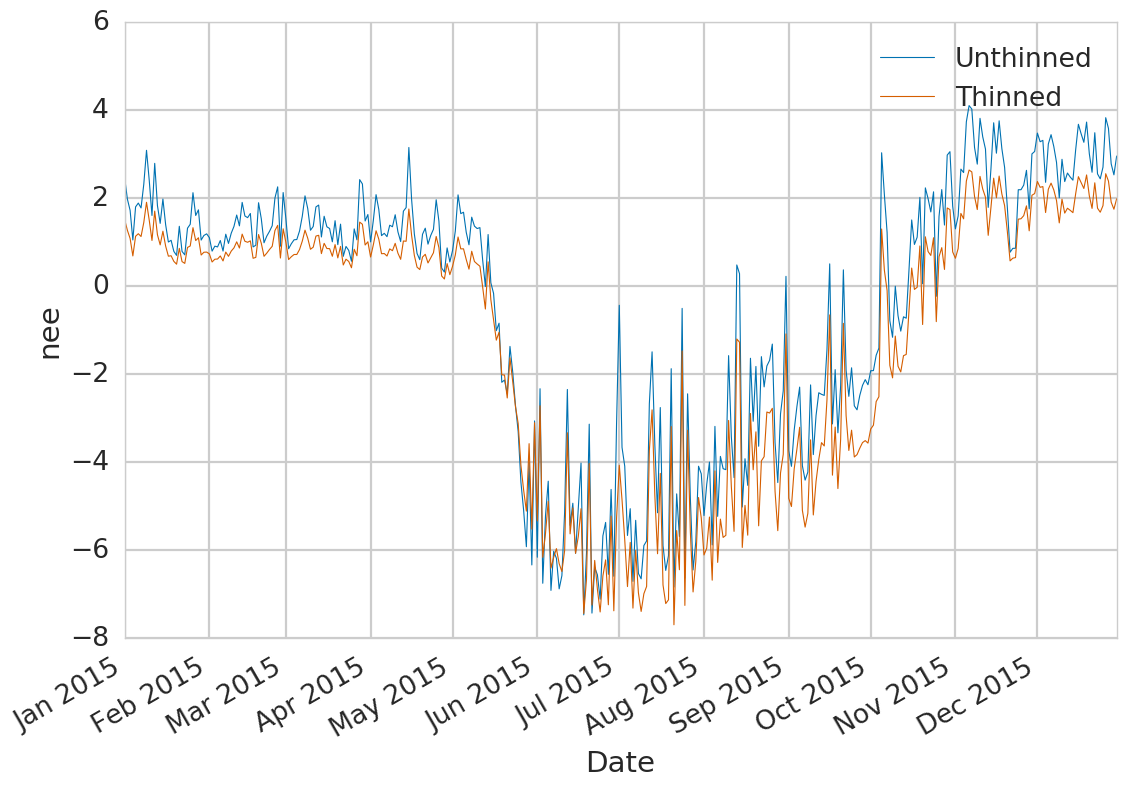 6
4
2
0
−2
−4
−6
−8
nee
Unthinned
Thinned
Jan 2015
Feb 2015
Mar 2015
Apr 2015
May 2015
Jun 2015
Jul 2015
Aug 2015
Sep 2015
Oct 2015
Nov 2015
Dec 2015
Date